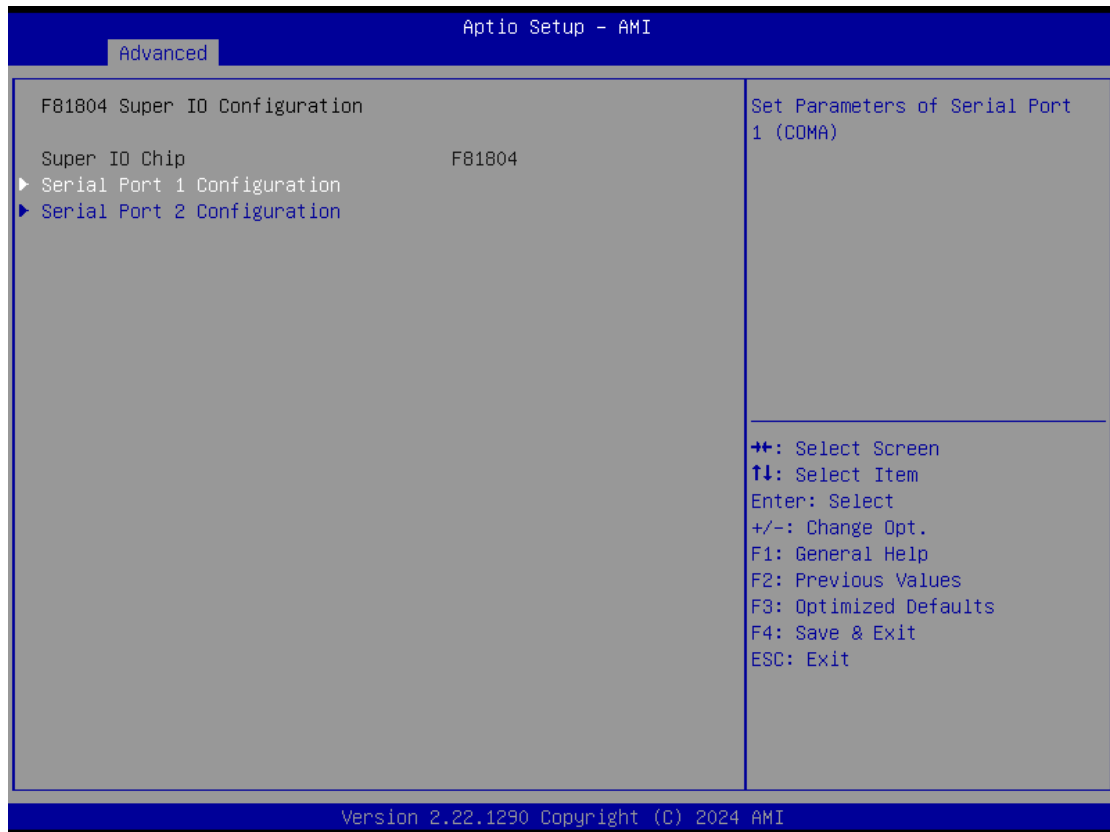 Aptio Setup – AMI
Advanced
F81804 Super IO Configuration
Super IO Chip F81804
▶ Serial Port 1 Configuration
▶ Serial Port 2 Configuration
Set Parameters of Serial Port
1 (COMA)
→←: Select Screen
↑↓: Select Item
Enter: Select
+/-: Change Opt.
F1: General Help
F2: Previous Values
F3: Optimized Defaults
F4: Save & Exit
ESC: Exit
Version 2.22.1290 Copyright (C) 2024 AMI